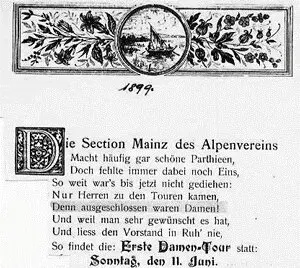 1899.
Die Section Mainz des Alpenvereins
Macht häufig gar schöne Parthieen,
Doch fehlte immer dabei noch Eins,
So weit war's bis jetzt nicht gediehen:
Nur Herren zu den Touren kamen,
Denn ausgeschlossen waren Damen!
Und weil man sehr gewünscht es hat,
Und liess den Vorstand in Ruh' nie,
So findet die: Erste Damen-Tour statt:
Sonntag, den 11. Juni.